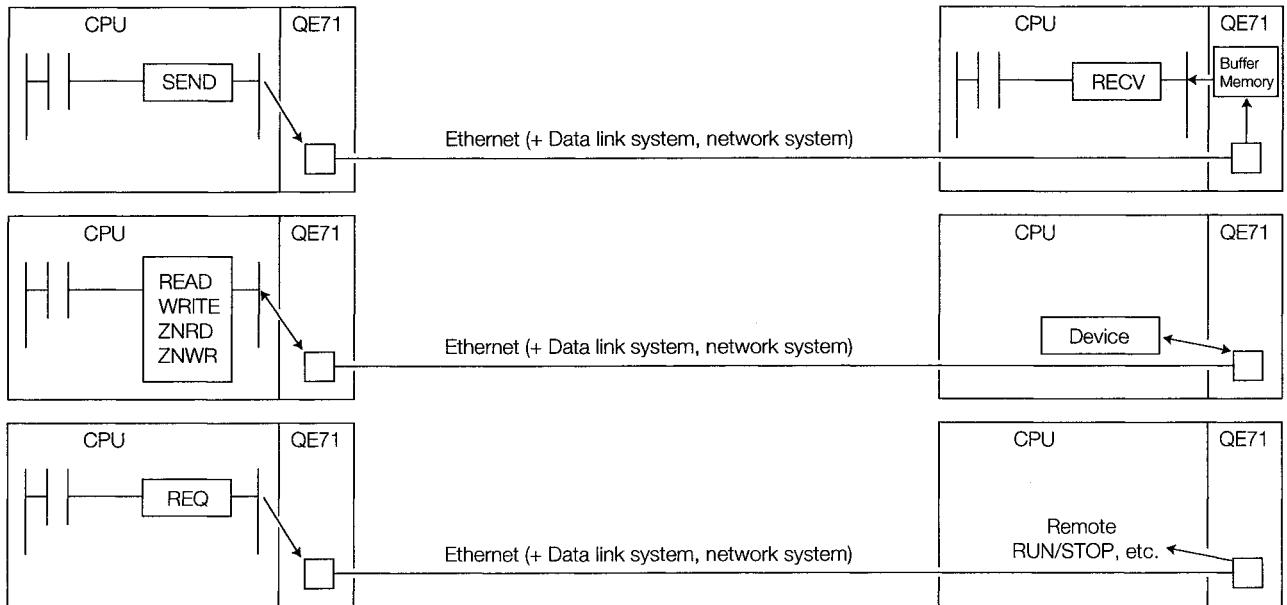 CPU QE71 CPU QE71
SEND RECV Buffer
Memory
Ethernet (+ Data link system, network system)
CPU QE71 CPU QE71
READ
WRITE
ZNRD
ZNWR
Device
Ethernet (+ Data link system, network system)
CPU QE71 CPU QE71
REQ
Remote
RUN/STOP, etc.
Ethernet (+ Data link system, network system)